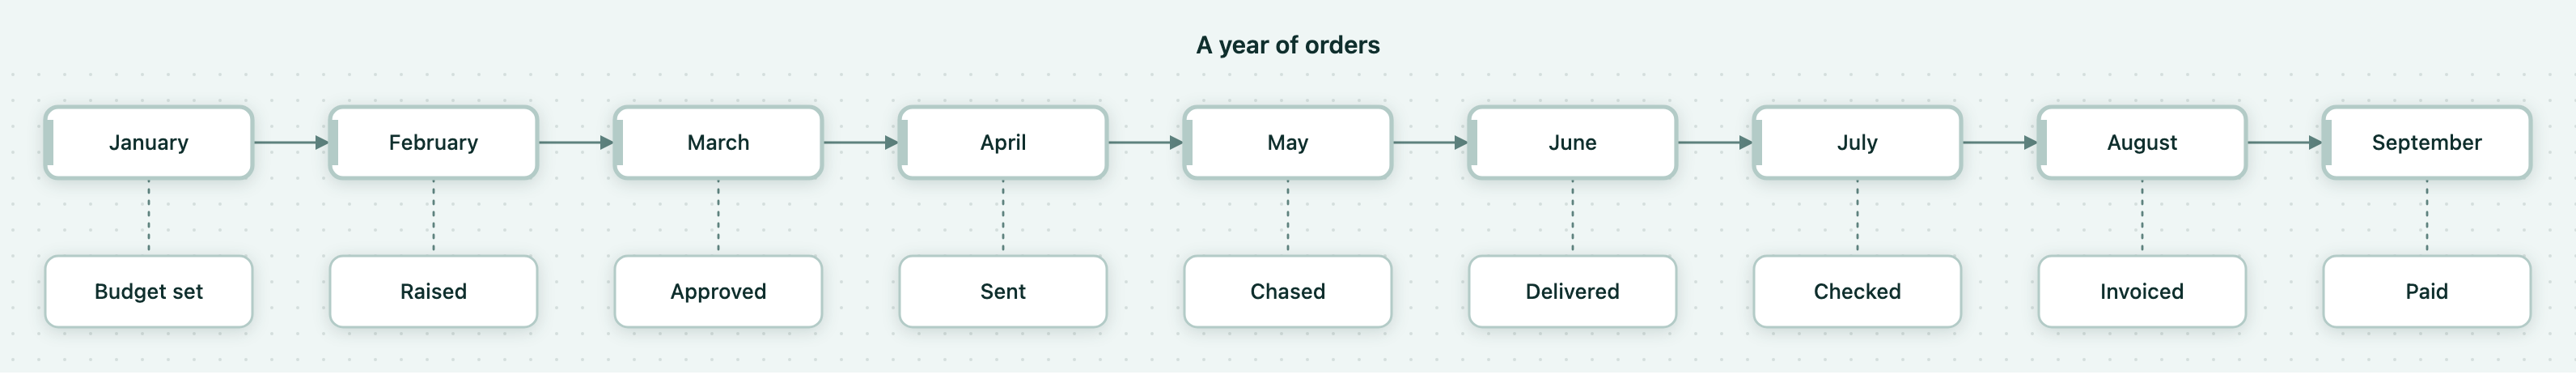 A year of orders
January
February
March
April
May
June
July
August
September
Budget set
Raised
Approved
Sent
Chased
Delivered
Checked
Invoiced
Paid